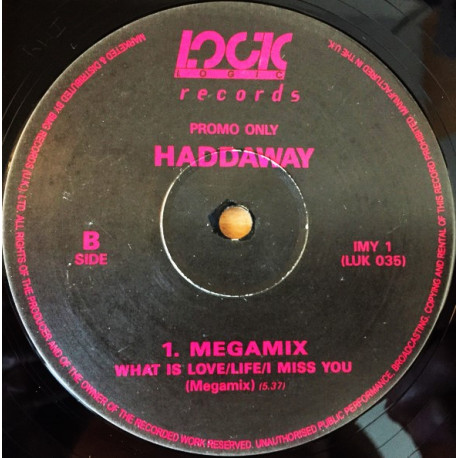 LOGIC
LOGIC
records
PROMO ONLY
HADDAWAY
B
SIDE
IMY 1
(LUK 035)
1. MEGAMIX
WHAT IS LOVE/LIFE/I MISS YOU
(Megamix) (5.37)
MARKETED & DISTRIBUTED BY BMG RECORDS (UK) LTD. ALL RIGHTS OF THE PRODUCER AND OF THE OWNER OF THE RECORDED WORK RESERVED. UNAUTHORISED PUBLIC PERFORMANCE, BROADCASTING, COPYING AND RENTAL OF THIS RECORD PROHIBITED. MANUFACTURED IN THE U.K.